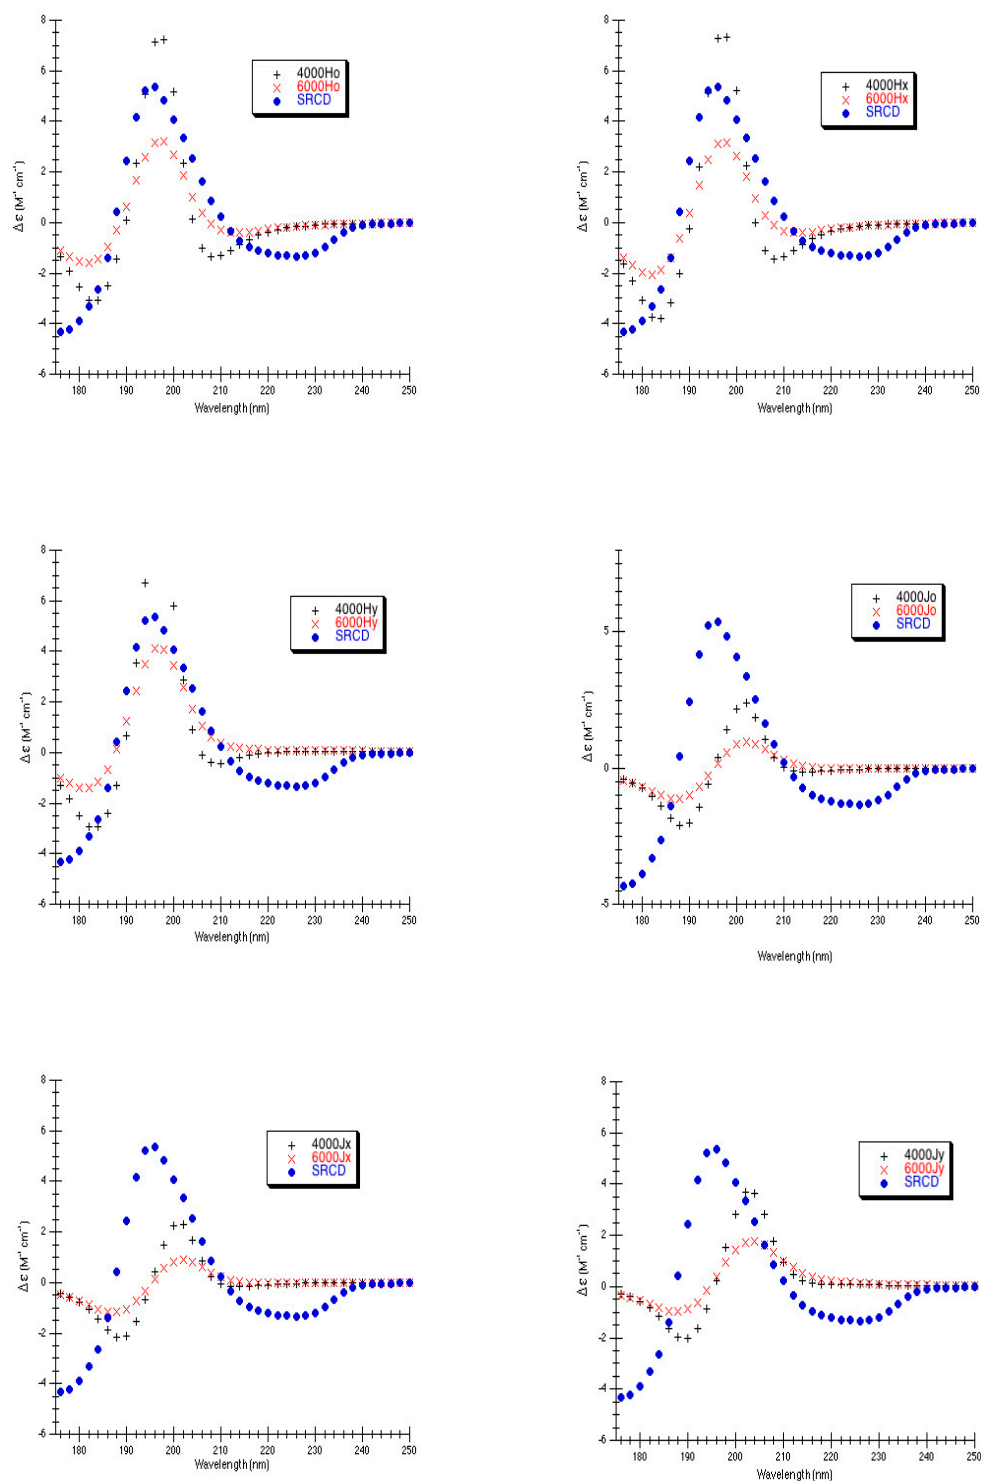 8
6
4
2
0
-2
-4
-6
Δ ε (M⁻¹ cm⁻¹)
4000Ho
6000Ho
SRCD
180 190 200 210 220 230 240 250
Wavelength (nm)
8
6
4
2
0
-2
-4
-6
Δ ε (M⁻¹ cm⁻¹)
4000Hx
6000Hx
SRCD
180 190 200 210 220 230 240 250
Wavelength (nm)
8
6
4
2
0
-2
-4
-6
Δ ε (M⁻¹ cm⁻¹)
4000Hy
6000Hy
SRCD
180 190 200 210 220 230 240 250
Wavelength (nm)
5
0
-5
Δ ε (M⁻¹ cm⁻¹)
4000Jo
6000Jo
SRCD
180 190 200 210 220 230 240 250
Wavelength (nm)
8
6
4
2
0
-2
-4
-6
Δ ε (M⁻¹ cm⁻¹)
4000Jx
6000Jx
SRCD
180 190 200 210 220 230 240 250
Wavelength (nm)
8
6
4
2
0
-2
-4
-6
Δ ε (M⁻¹ cm⁻¹)
4000Jy
6000Jy
SRCD
180 190 200 210 220 230 240 250
Wavelength (nm)